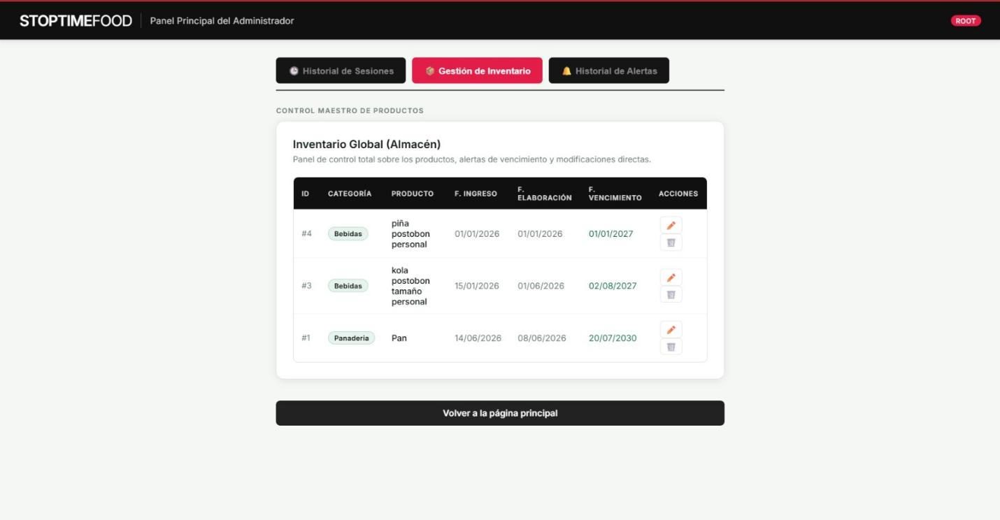 STOPTIMEFOOD Panel Principal del Administrador ROOT
Historial de Sesiones Gestión de Inventario Historial de Alertas
CONTROL MAESTRO DE PRODUCTOS
Inventario Global (Almacén)
Panel de control total sobre los productos, alertas de vencimiento y modificaciones directas.
ID CATEGORÍA PRODUCTO F. INGRESO F. ELABORACIÓN F. VENCIMIENTO ACCIONES
#4 Bebidas piña postobon personal 01/01/2026 01/01/2026 01/01/2027
#3 Bebidas kola postobon tamaño personal 15/01/2026 01/06/2026 02/08/2027
#1 Panaderia Pan 14/06/2026 08/06/2026 20/07/2030
Volver a la página principal